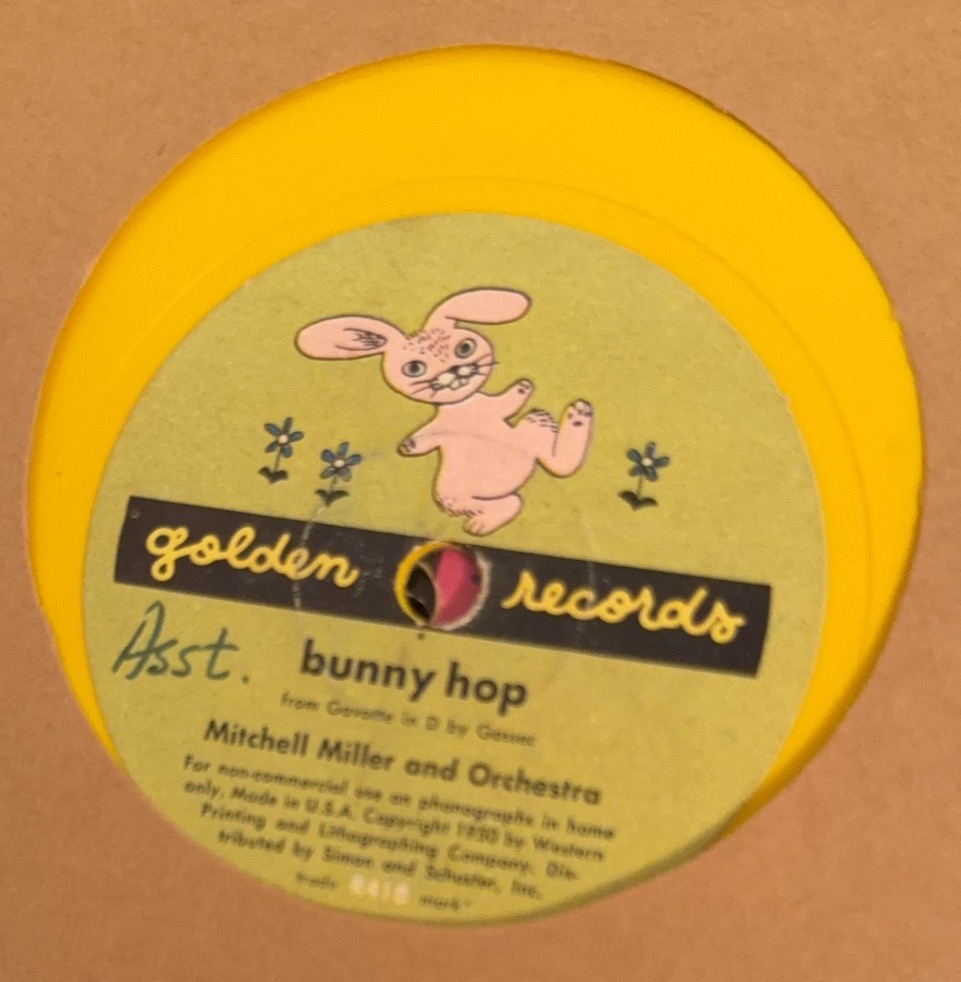 golden records
Asst.
bunny hop
from Gavotte in D by Gossec
Mitchell Miller and Orchestra
For non-commercial use on phonographs in home
only. Made in U.S.A. Copyright 1950 by Western
Printing and Lithographing Company. Dis-
tributed by Simon and Schuster, Inc.
trade mark